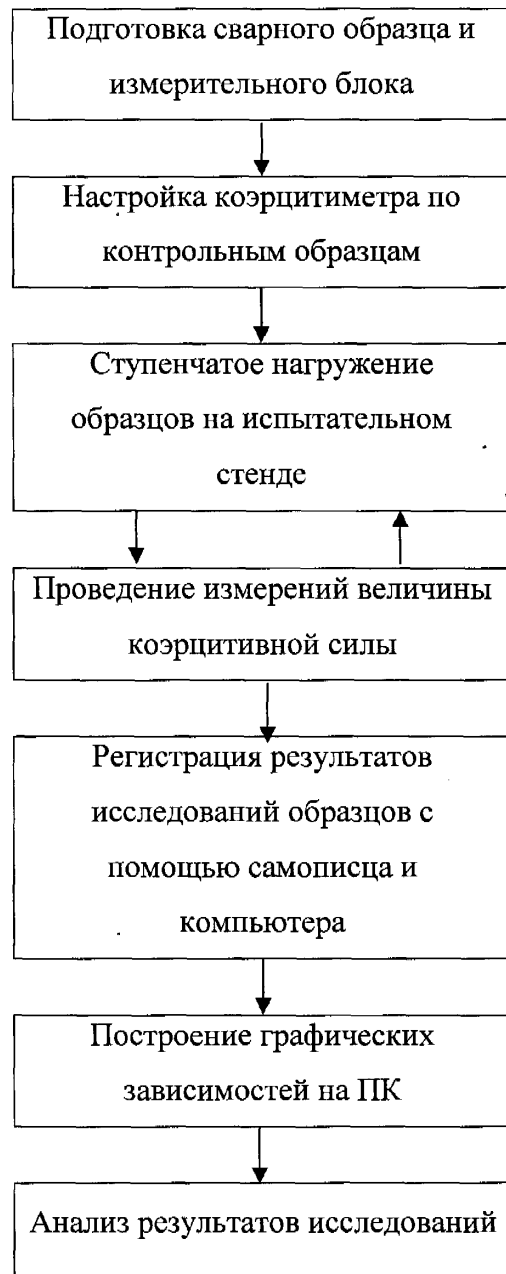 Подготовка сварного образца и
измерительного блока
Настройка коэрцитиметра по
контрольным образцам
Ступенчатое нагружение
образцов на испытательном
стенде
Проведение измерений величины
коэрцитивной силы
Регистрация результатов
исследований образцов с
помощью самописца и
компьютера
Построение графических
зависимостей на ПК
Анализ результатов исследований